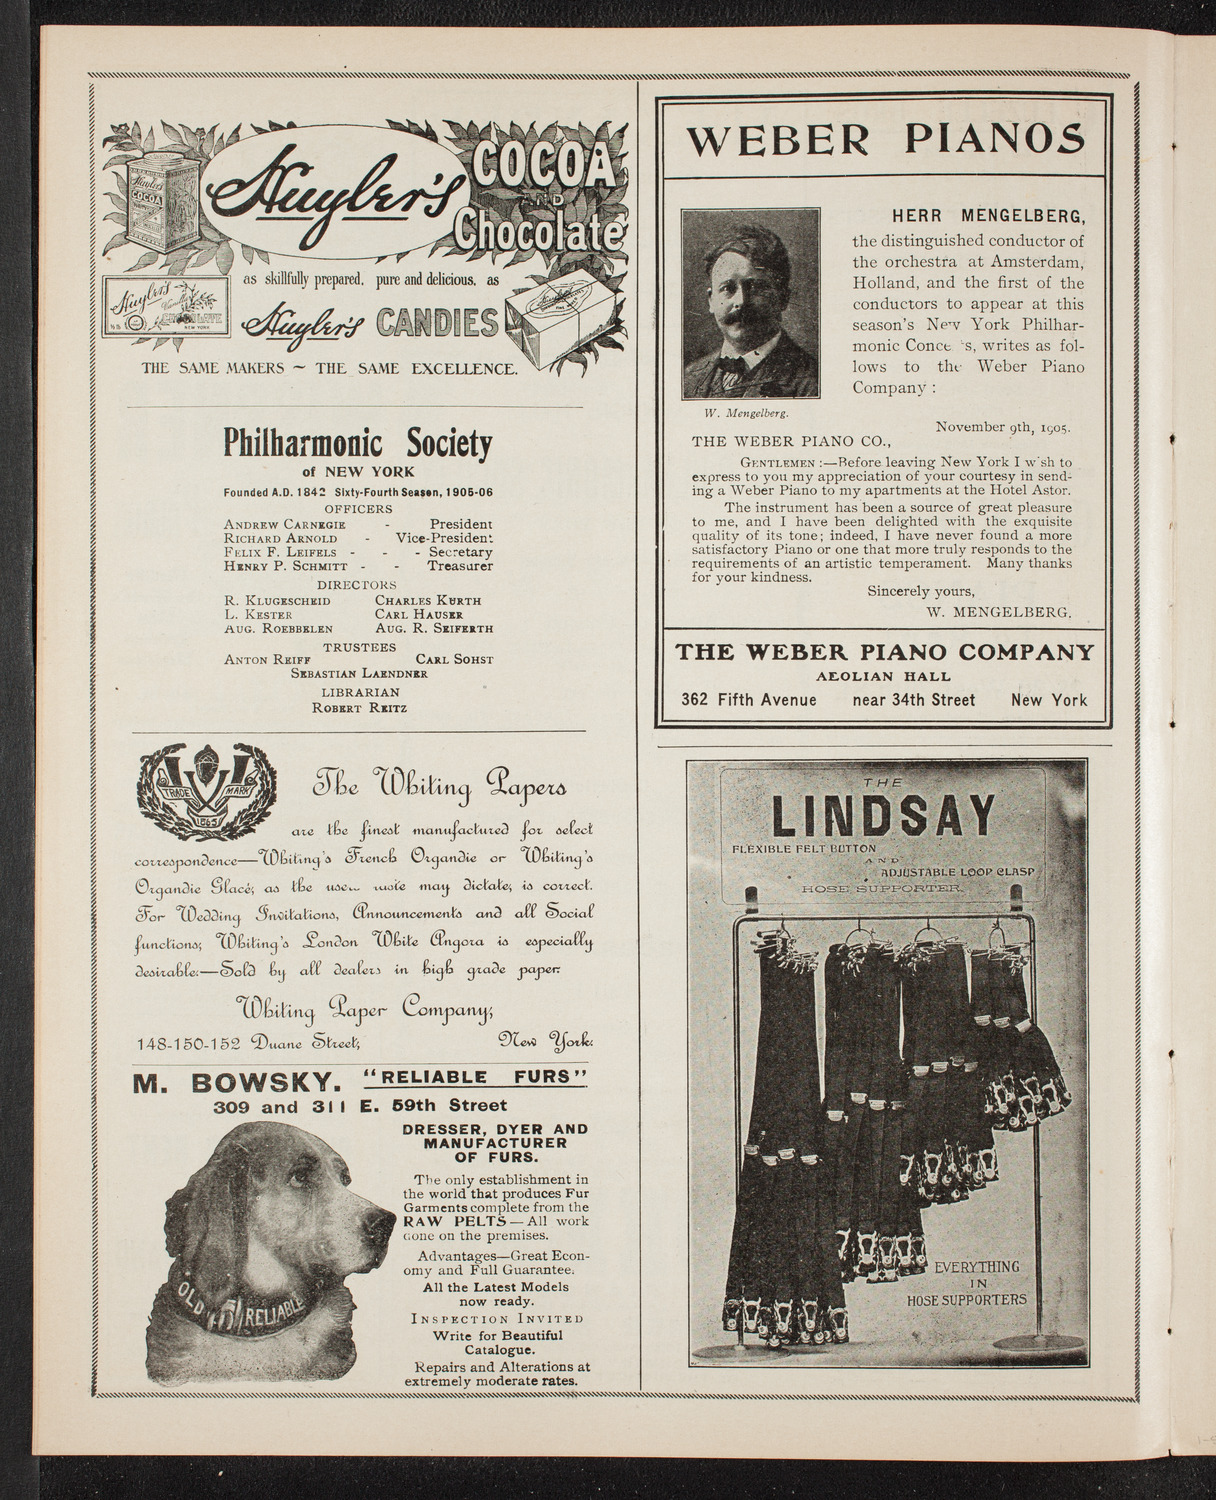 Huyler's
COCOA
AND
Chocolate
Huyler's
COCOA
Huyler's
Vanilla
CHOCOLATE
NEW YORK
as skillfully prepared, pure and delicious, as
Huyler's CANDIES
THE SAME MAKERS ~ THE SAME EXCELLENCE.
Philharmonic Society
of NEW YORK
Founded A.D. 1842 Sixty-Fourth Season, 1905-06
OFFICERS
ANDREW CARNEGIE - President
RICHARD ARNOLD - Vice-President
FELIX F. LEIFELS - - - Secretary
HENRY P. SCHMITT - - Treasurer
DIRECTORS
R. KLUGESCHEID CHARLES KURTH
L. KESTER CARL HAUSER
AUG. ROEBBELEN AUG. R. SEIFERTH
TRUSTEES
ANTON REIFF CARL SOHST
SEBASTIAN LAENDNER
LIBRARIAN
ROBERT REITZ
TRADE MARK
1865
The Whiting Papers
are the finest manufactured for select
correspondence—Whiting's French Organdie or Whiting's
Organdie Glacé; as the may dictate; is correct.
For Wedding Invitations, Announcements and all Social
functions; Whiting's London White Angora is especially
desirable:—Sold by all dealers in high grade paper:
Whiting Paper Company;
148-150-152 Duane Street; New York:
M. BOWSKY. "RELIABLE FURS"
309 and 311 E. 59th Street
DRESSER, DYER AND
MANUFACTURER
OF FURS.
The only establishment in
the world that produces Fur
Garments complete from the
RAW PELTS — All work
done on the premises.
Advantages—Great Econ-
omy and Full Guarantee.
All the Latest Models
now ready.
INSPECTION INVITED
Write for Beautiful
Catalogue.
Repairs and Alterations at
extremely moderate rates.
OLD RELIABLE
WEBER PIANOS
HERR MENGELBERG,
the distinguished conductor of
the orchestra at Amsterdam,
Holland, and the first of the
conductors to appear at this
season's New York Philhar-
monic Conce s, writes as fol-
lows to the Weber Piano
Company :
W. Mengelberg.
November 9th, 1905.
THE WEBER PIANO CO.,
GENTLEMEN :—Before leaving New York I wish to
express to you my appreciation of your courtesy in send-
ing a Weber Piano to my apartments at the Hotel Astor.
The instrument has been a source of great pleasure
to me, and I have been delighted with the exquisite
quality of its tone; indeed, I have never found a more
satisfactory Piano or one that more truly responds to the
requirements of an artistic temperament. Many thanks
for your kindness.
Sincerely yours,
W. MENGELBERG.
THE WEBER PIANO COMPANY
AEOLIAN HALL
362 Fifth Avenue near 34th Street New York
THE
LINDSAY
FLEXIBLE FELT BUTTON
AND
ADJUSTABLE LOOP CLASP
HOSE SUPPORTER.
EVERYTHING
IN
HOSE SUPPORTERS